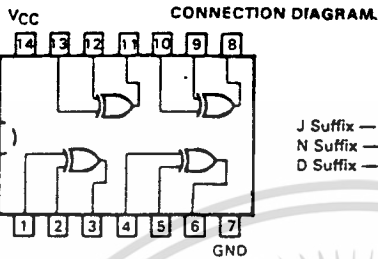 CONNECTION DIAGRAM
VCC
14 13 12 11 10 9 8
J Suffix —
N Suffix —
D Suffix —
1 2 3 4 5 6 7
GND